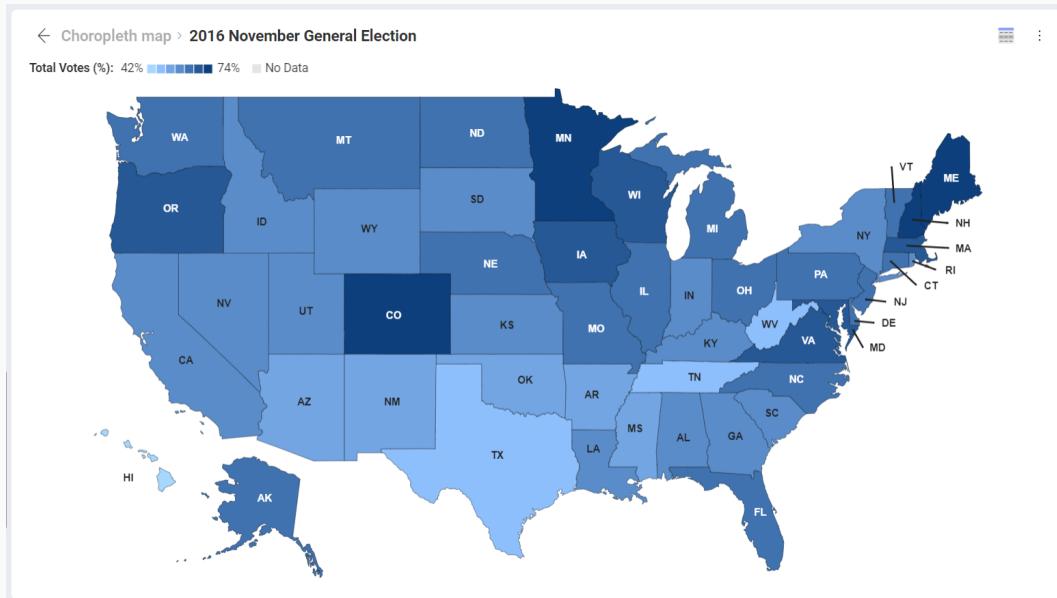 Choropleth map > 2016 November General Election
Total Votes (%): 42% 74% No Data
WA
MT
ND
MN
VT
ME
OR
ID
WY
SD
WI
MI
NY
NH
MA
RI
CT
NE
IA
IL
IN
OH
PA
NJ
NV
UT
CO
KS
MO
KY
WV
VA
DE
MD
CA
AZ
NM
OK
AR
TN
NC
SC
TX
LA
MS
AL
GA
HI
AK
FL